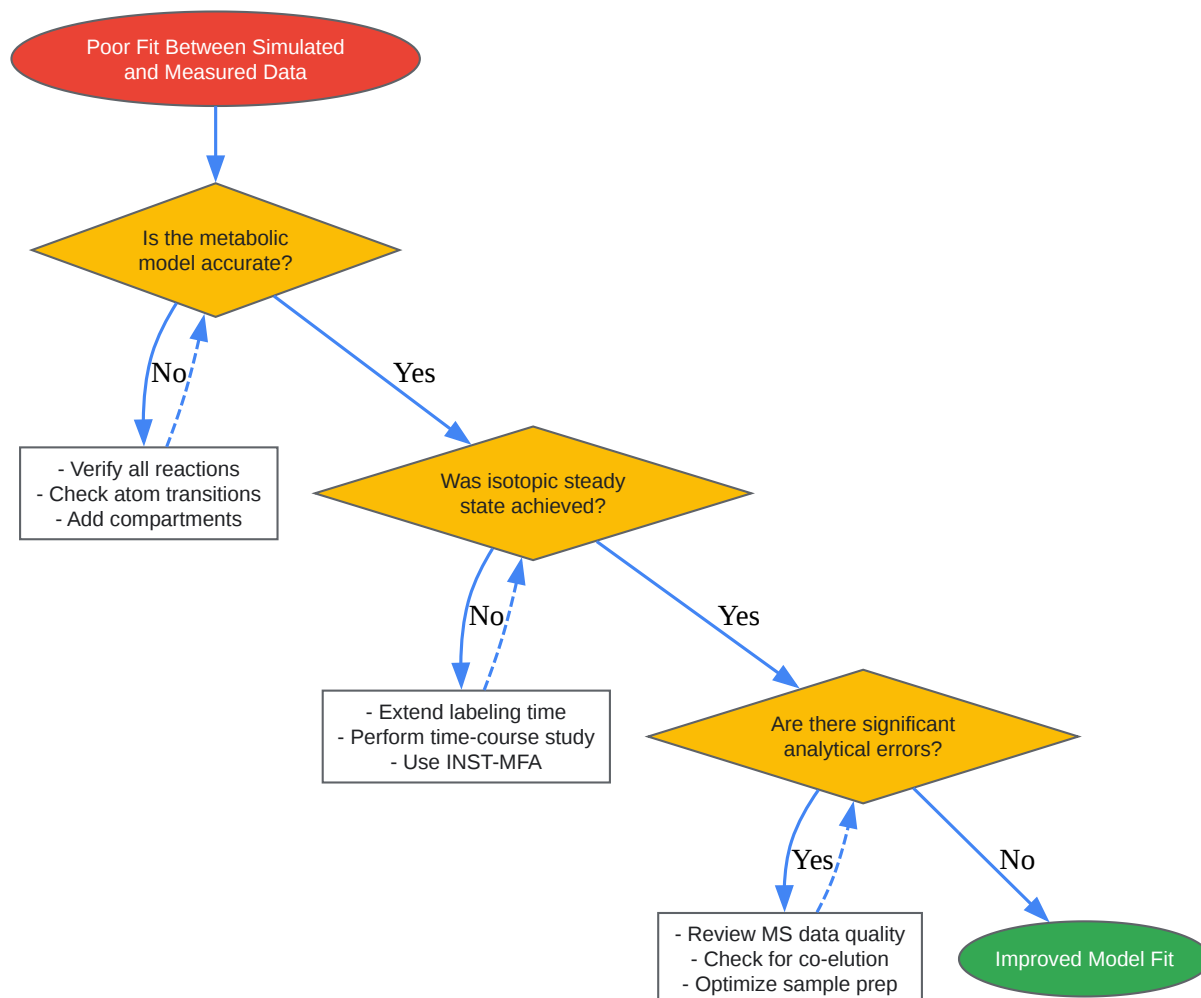 Poor Fit Between Simulated
and Measured Data
Is the metabolic
model accurate?
No
Yes
- Verify all reactions
- Check atom transitions
- Add compartments
Was isotopic steady
state achieved?
No
Yes
- Extend labeling time
- Perform time-course study
- Use INST-MFA
Are there significant
analytical errors?
Yes
No
- Review MS data quality
- Check for co-elution
- Optimize sample prep
Improved Model Fit